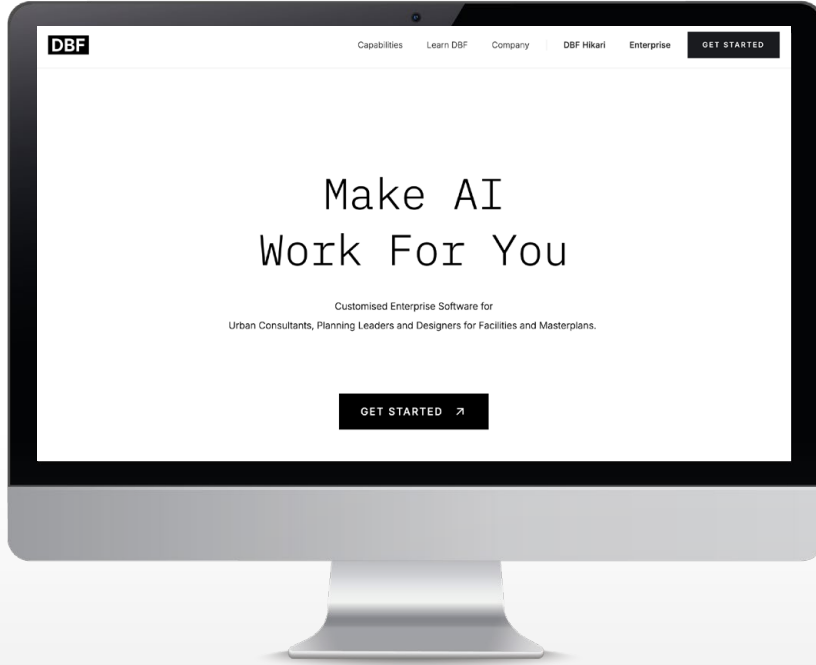 DBF
Capabilities
Learn DBF
Company
DBF Hikari
Enterprise
GET STARTED
Make AI
Work For You
Customised Enterprise Software for
Urban Consultants, Planning Leaders and Designers for Facilities and Masterplans.
GET STARTED